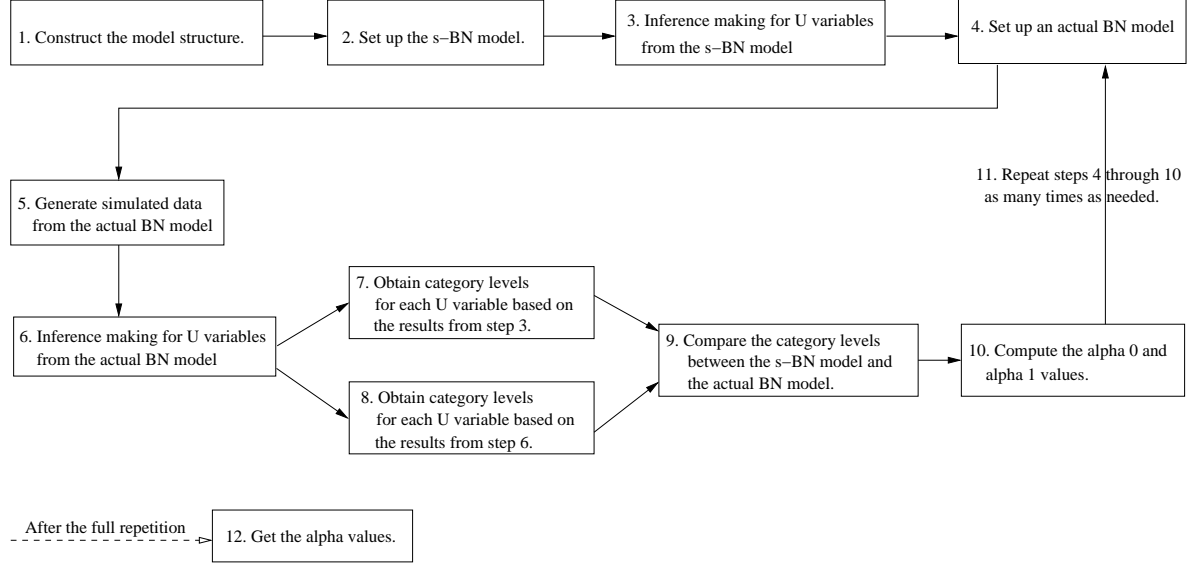 1. Construct the model structure.
2. Set up the s−BN model.
3. Inference making for U variables
from the s−BN model
4. Set up an actual BN model
5. Generate simulated data
from the actual BN model
6. Inference making for U variables
from the actual BN model
7. Obtain category levels
for each U variable based on
the results from step 3.
8. Obtain category levels
for each U variable based on
the results from step 6.
9. Compare the category levels
between the s−BN model and
the actual BN model.
10. Compute the alpha 0 and
alpha 1 values.
11. Repeat steps 4 through 10
as many times as needed.
After the full repetition
12. Get the alpha values.